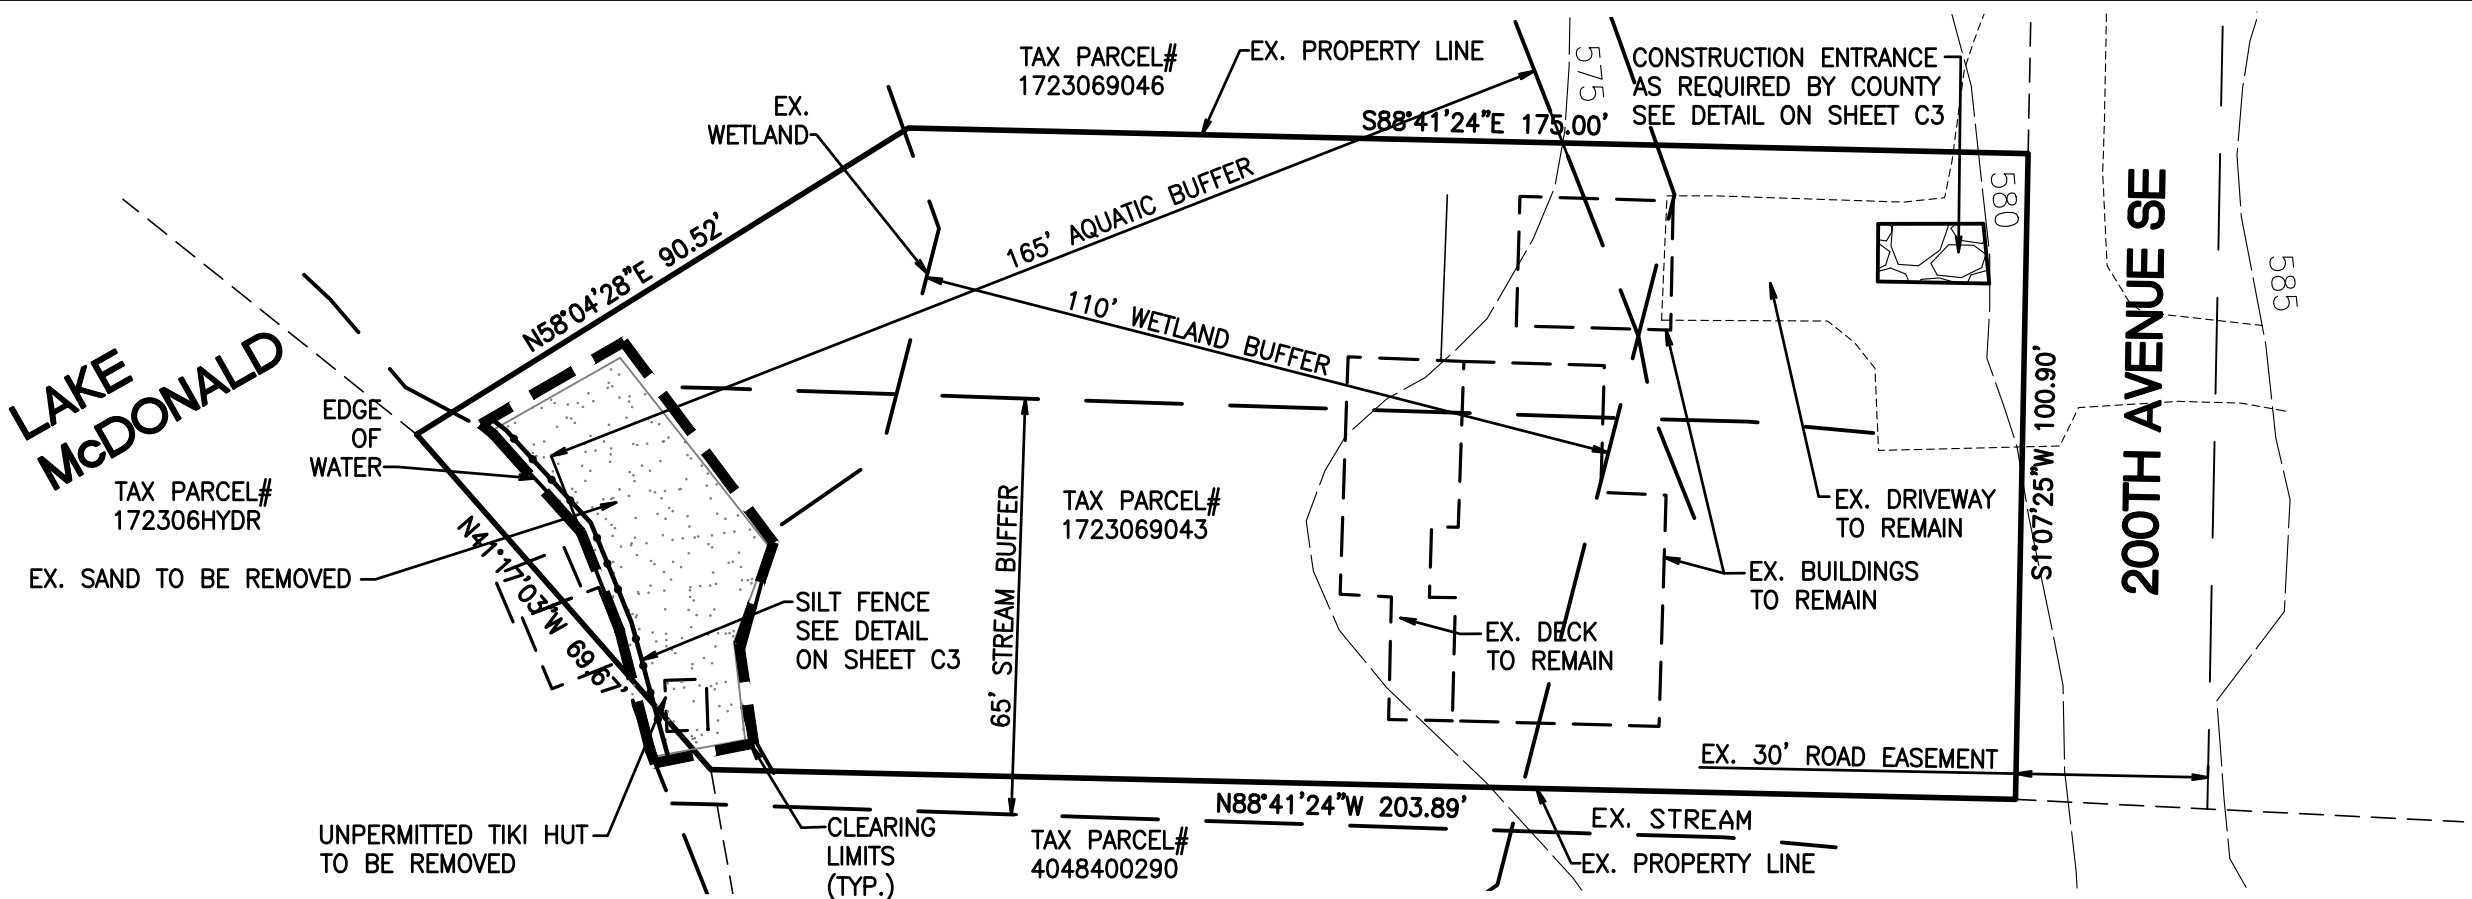 TAX PARCEL#
1723069046
EX. PROPERTY LINE
575
CONSTRUCTION ENTRANCE
AS REQUIRED BY COUNTY
SEE DETAIL ON SHEET C3
EX.
WETLAND
S88°41'24"E 175.00'
165' AQUATIC BUFFER
580
200TH AVENUE SE
585
N58°04'28"E 90.52'
110' WETLAND BUFFER
LAKE
McDONALD
EDGE
OF
WATER
S1°07'25"W 100.90'
TAX PARCEL#
172306HYDR
TAX PARCEL#
1723069043
EX. DRIVEWAY
TO REMAIN
N41°17'03"W 69.67'
EX. SAND TO BE REMOVED
65' STREAM BUFFER
EX. BUILDINGS
TO REMAIN
SILT FENCE
SEE DETAIL
ON SHEET C3
EX. DECK
TO REMAIN
EX. 30' ROAD EASEMENT
N88°41'24"W 203.89'
UNPERMITTED TIKI HUT
TO BE REMOVED
CLEARING
LIMITS
(TYP.)
TAX PARCEL#
4048400290
EX. STREAM
EX. PROPERTY LINE